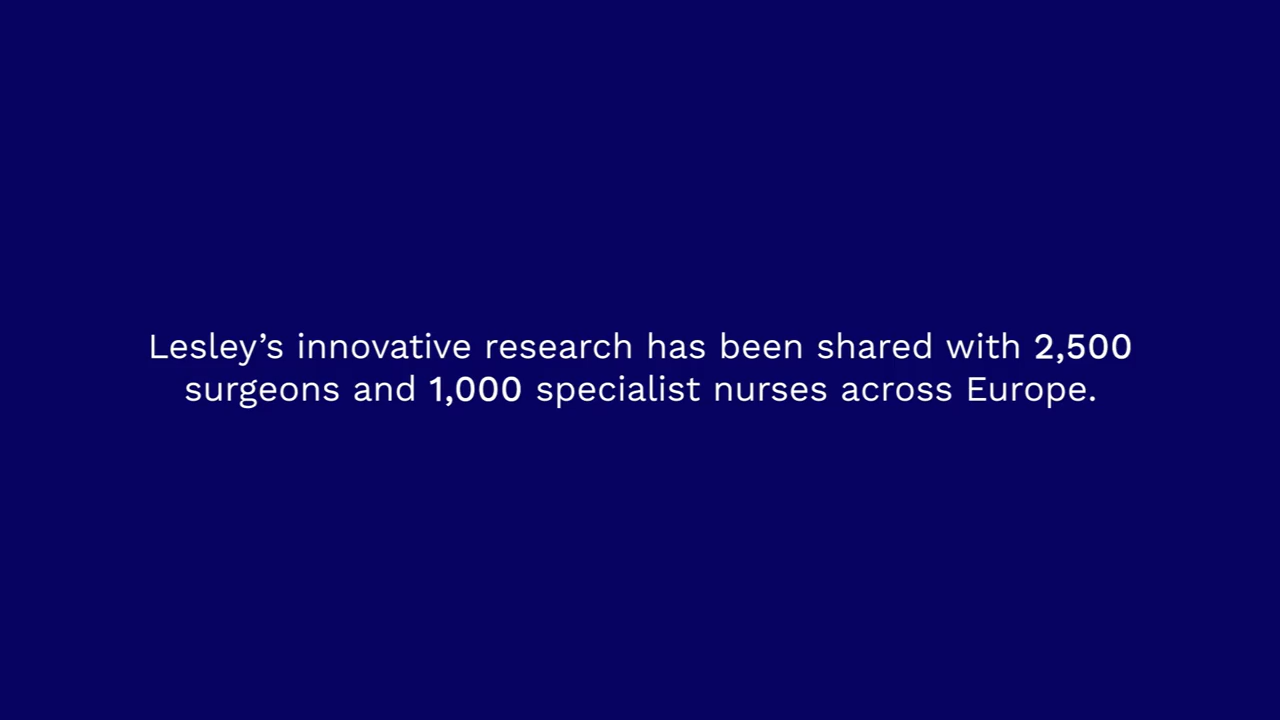 Lesley’s innovative research has been shared with 2,500
surgeons and 1,000 specialist nurses across Europe.